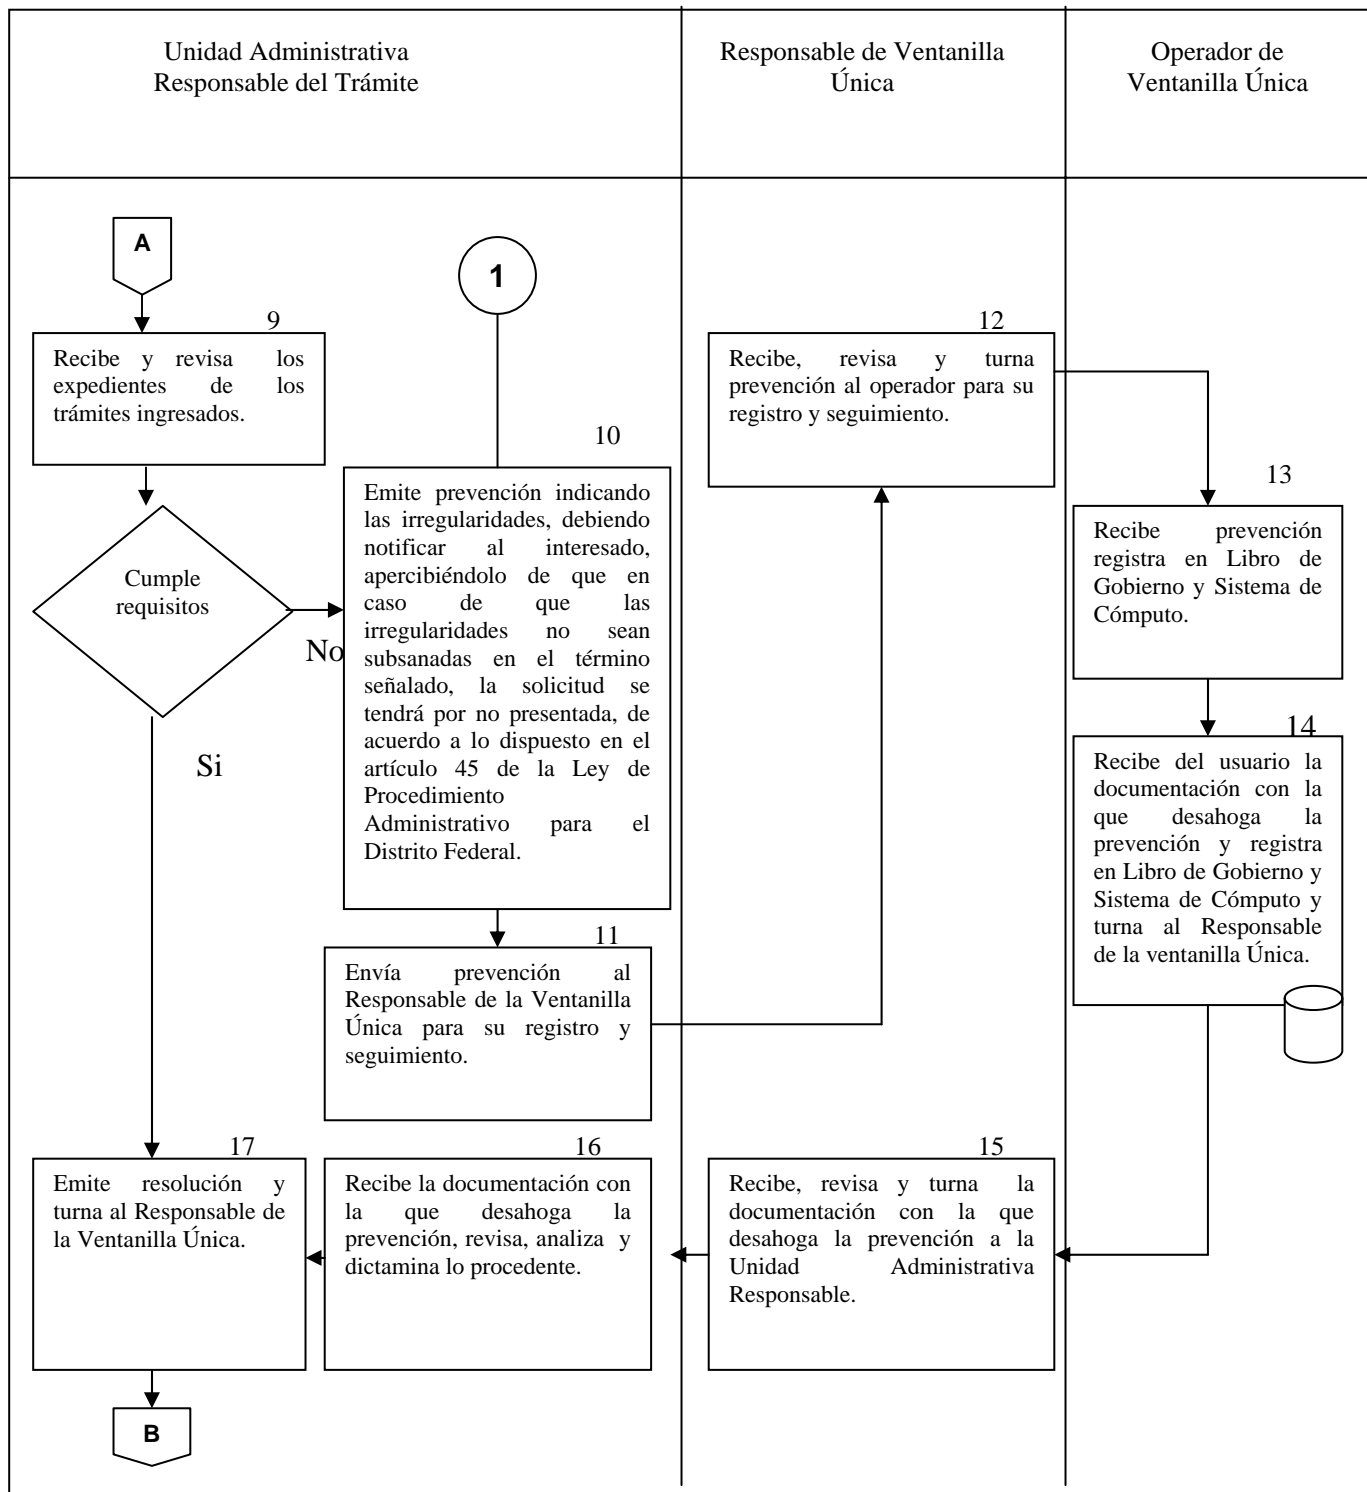 Unidad Administrativa
Responsable del Trámite
Responsable de Ventanilla
Única
Operador de
Ventanilla Única
A
1
9
Recibe y revisa los
expedientes de los
trámites ingresados.
Cumple
requisitos
No
Si
10
Emite prevención indicando
las irregularidades, debiendo
notificar al interesado,
apercibiéndolo de que en
caso de que las
irregularidades no sean
subsanadas en el término
señalado, la solicitud se
tendrá por no presentada, de
acuerdo a lo dispuesto en el
artículo 45 de la Ley de
Procedimiento
Administrativo para el
Distrito Federal.
11
Envía prevención al
Responsable de la Ventanilla
Única para su registro y
seguimiento.
12
Recibe, revisa y turna
prevención al operador para su
registro y seguimiento.
13
Recibe prevención
registra en Libro de
Gobierno y Sistema de
Cómputo.
14
Recibe del usuario la
documentación con la
que desahoga la
prevención y registra
en Libro de Gobierno y
Sistema de Cómputo y
turna al Responsable
de la ventanilla Única.
15
Recibe, revisa y turna la
documentación con la que
desahoga la prevención a la
Unidad Administrativa
Responsable.
16
Recibe la documentación con
la que desahoga la
prevención, revisa, analiza y
dictamina lo procedente.
17
Emite resolución y
turna al Responsable de
la Ventanilla Única.
B